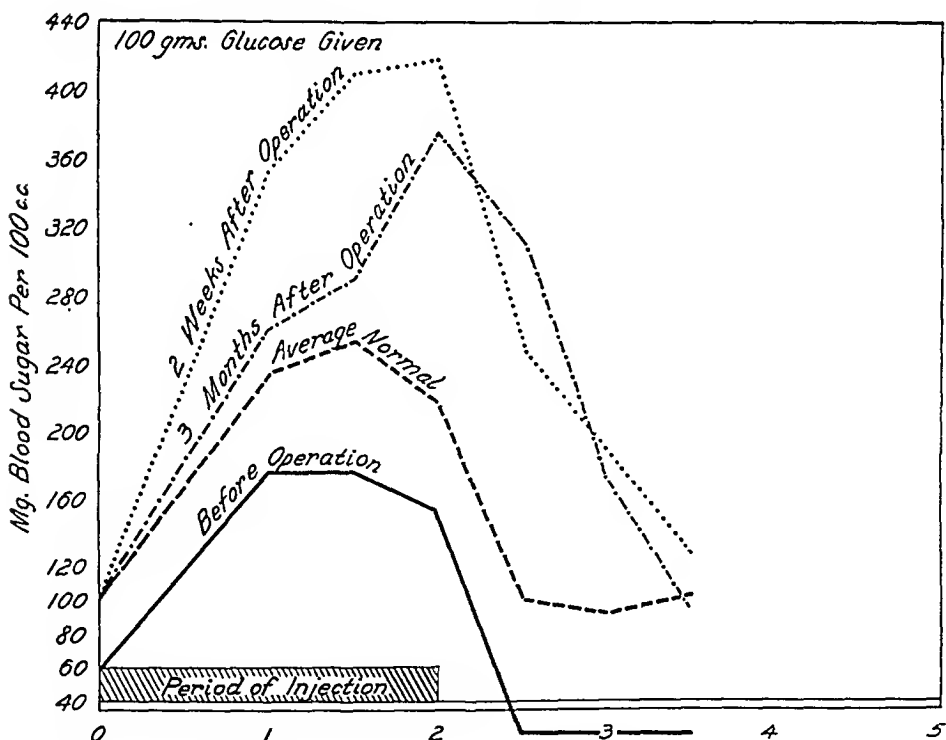 100 gms. Glucose Given
Mg. Blood Sugar Per 100 c.c.
440
400
360
320
280
240
200
160
120
100
80
60
40
2 Weeks After Operation
3 Months After Operation
Average Normal
Before Operation
Period of Injection
0 1 2 3 4 5